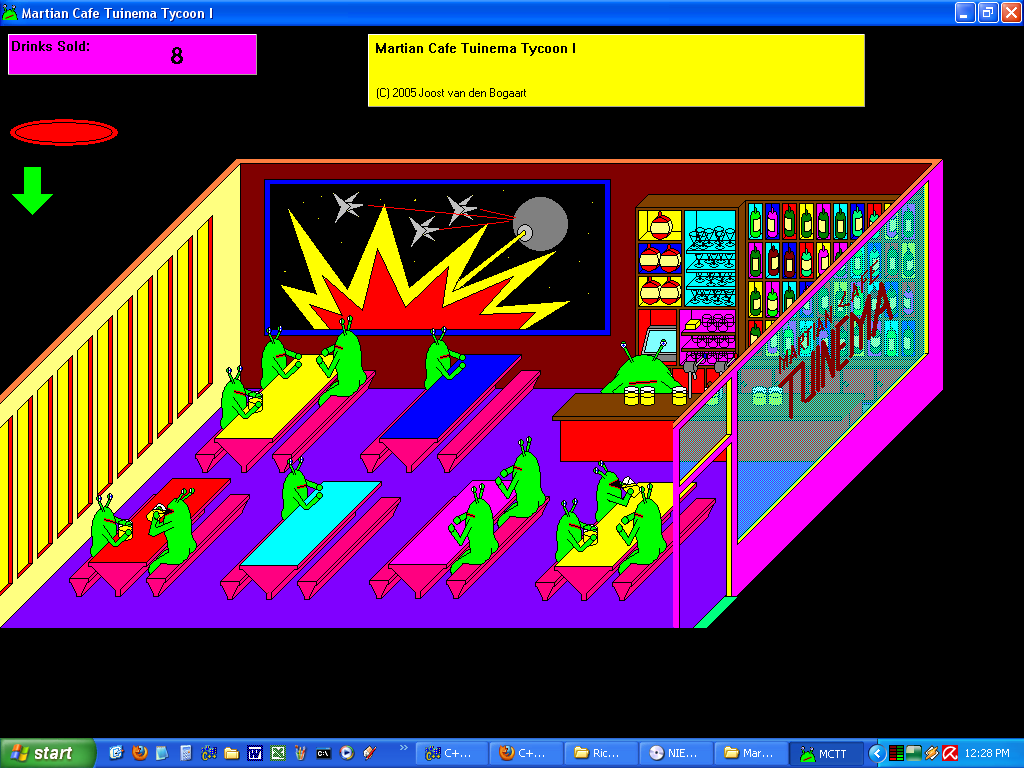 Martian Cafe Tuinema Tycoon I
Drinks Sold:
8
Martian Cafe Tuinema Tycoon I
(C) 2005 Joost van den Bogaart
MARTIAN CAFE
TUINEMA
start
C:\
C+...
C+...
Ric...
NIE...
Mar...
MCTT
12:28 PM